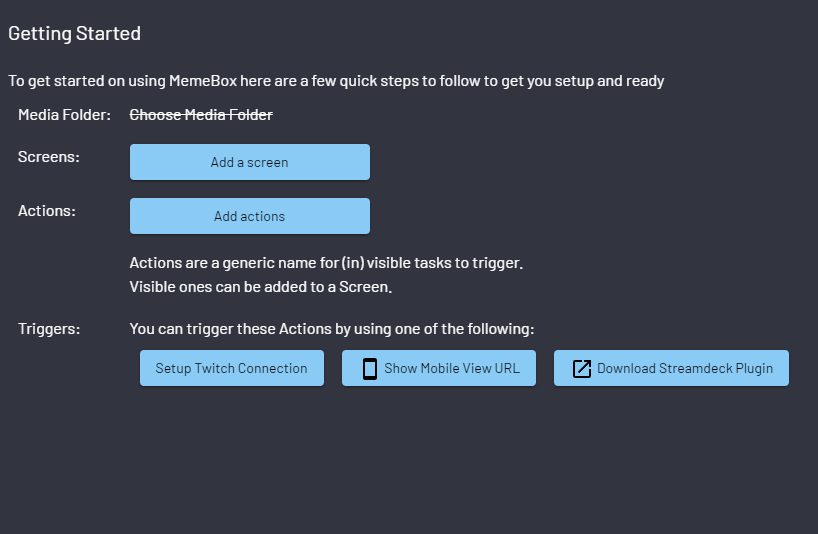 Getting Started
To get started on using MemeBox here are a few quick steps to follow to get you setup and ready
Media Folder: Choose Media Folder
Screens: Add a screen
Actions: Add actions
Actions are a generic name for (in) visible tasks to trigger.
Visible ones can be added to a Screen.
Triggers: You can trigger these Actions by using one of the following:
Setup Twitch Connection Show Mobile View URL Download Streamdeck Plugin